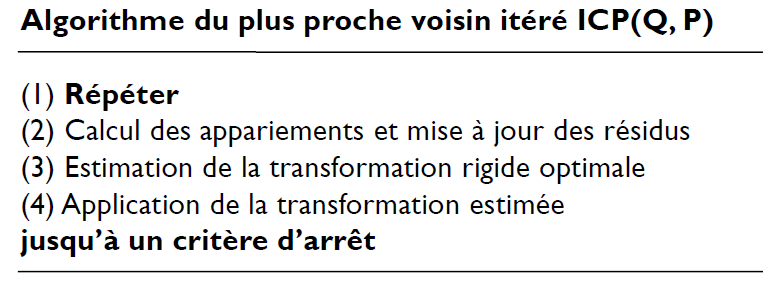 Algorithme du plus proche voisin itéré ICP(Q, P)
(1) Répéter
(2) Calcul des appariements et mise à jour des résidus
(3) Estimation de la transformation rigide optimale
(4) Application de la transformation estimée
jusqu’à un critère d’arrêt